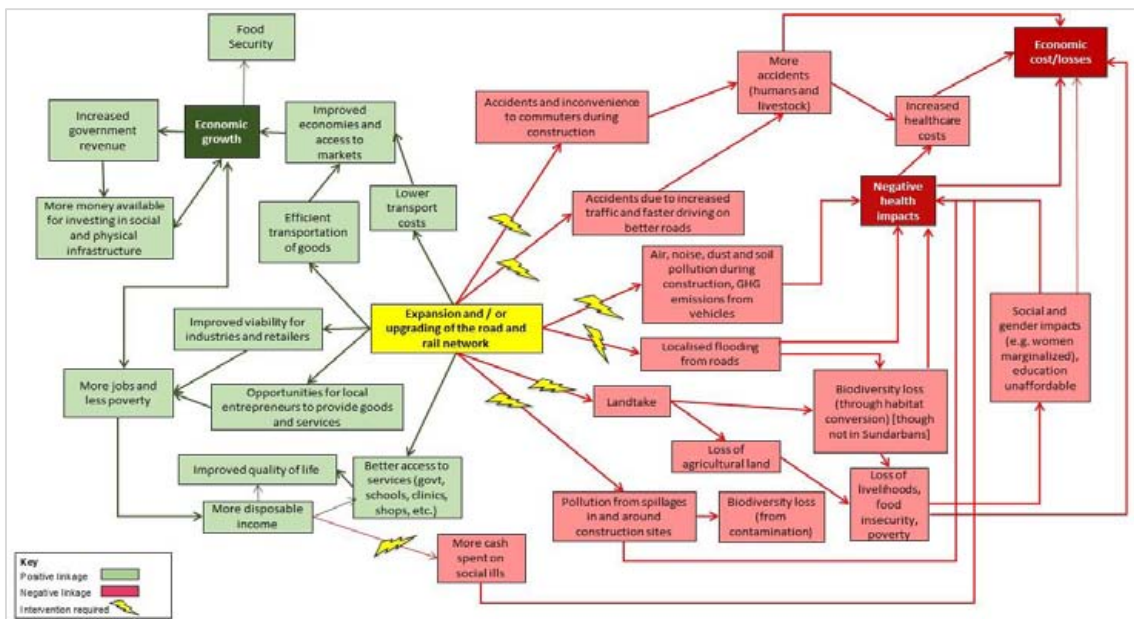 Food
Security
Increased
government
revenue
Economic
growth
Improved
economies and
access to
markets
More money available
for investing in social
and physical
infrastructure
Efficient
transportation
of goods
Lower
transport
costs
Improved viability for
industries and retailers
More jobs and
less poverty
Opportunities for local
entrepreneurs to provide goods
and services
Improved quality of life
Better access to
services (govt,
schools, clinics,
shops, etc.)
More disposable
income
Expansion and / or
upgrading of the road and
rail network
Accidents and inconvenience
to commuters during
construction
More
accidents
(humans and
livestock)
Economic
cost/losses
Increased
healthcare
costs
Accidents due to increased
traffic and faster driving on
better roads
Negative
health
impacts
Air, noise, dust and soil
pollution during
construction, GHG
emissions from
vehicles
Localised flooding
from roads
Social and
gender impacts
(e.g. women
marginalized),
education
unaffordable
Landtake
Biodiversity loss
(through habitat
conversion) [though
not in Sundarbans]
Loss of
agricultural land
Loss of
livelihoods,
food
insecurity,
poverty
Pollution from spillages
in and around
construction sites
Biodiversity loss
(from
contamination)
More cash
spent on
social ills
Key
Positive linkage
Negative linkage
Intervention required